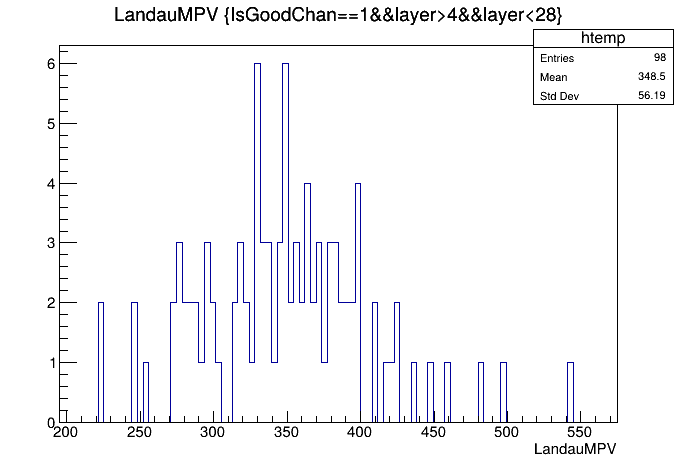 LandauMPV {IsGoodChan==1&&layer>4&&layer<28}
htemp
Entries 98
Mean 348.5
Std Dev 56.19
6
5
4
3
2
1
0
200 250 300 350 400 450 500 550
LandauMPV